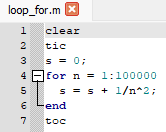 loop_for.m
1 clear
2 tic
3 s = 0;
4 for n = 1:100000
5 s = s + 1/n^2;
6 end
7 toc